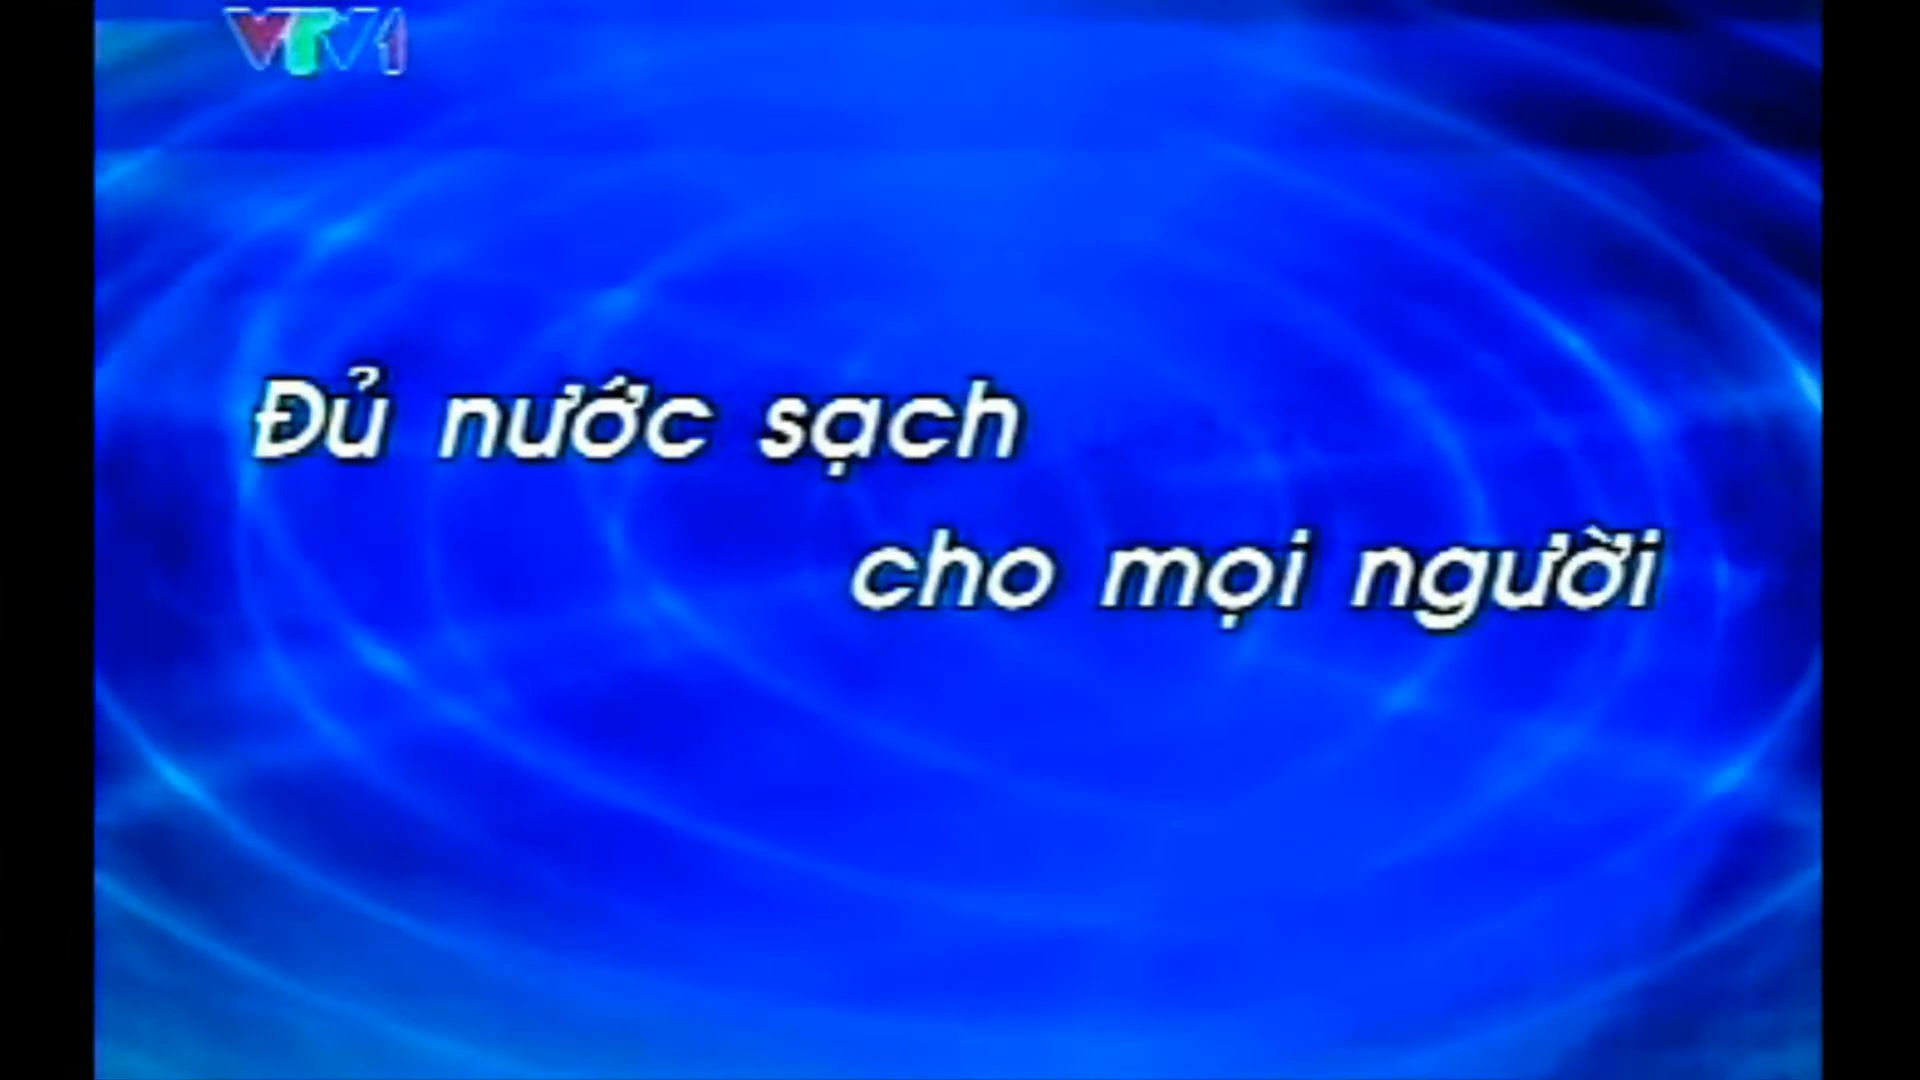 VTV1
Đủ nước sạch
cho mọi người